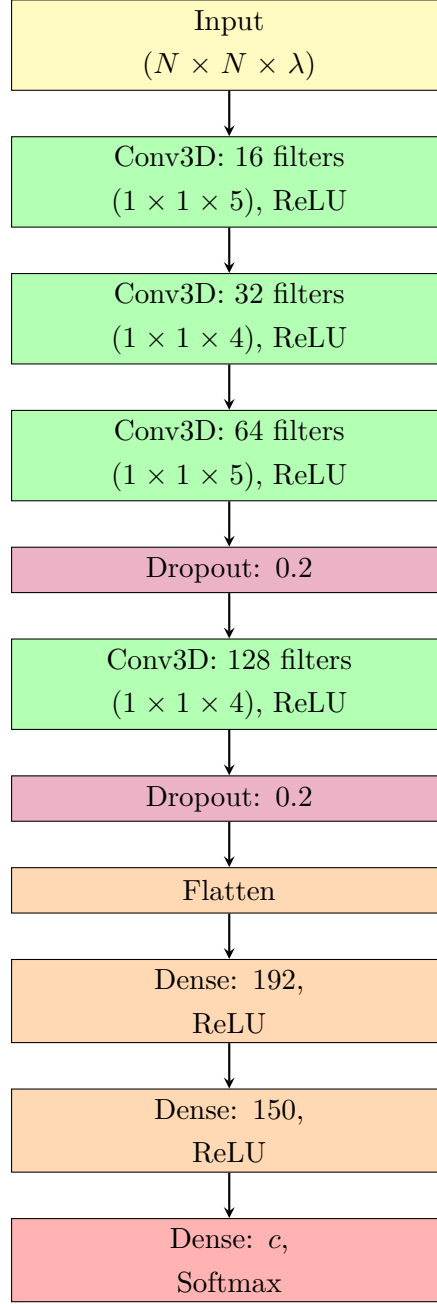 Input
(N × N × λ)
Conv3D: 16 filters
(1 × 1 × 5), ReLU
Conv3D: 32 filters
(1 × 1 × 4), ReLU
Conv3D: 64 filters
(1 × 1 × 5), ReLU
Dropout: 0.2
Conv3D: 128 filters
(1 × 1 × 4), ReLU
Dropout: 0.2
Flatten
Dense: 192,
ReLU
Dense: 150,
ReLU
Dense: c,
Softmax